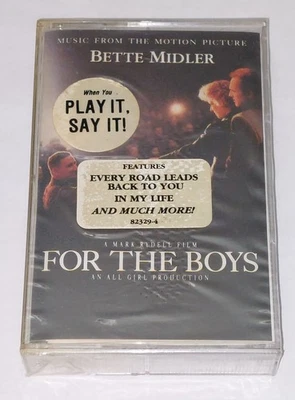 MUSIC FROM THE MOTION PICTURE
BETTE MIDLER
When You
PLAY IT,
SAY IT!
FEATURES
EVERY ROAD LEADS
BACK TO YOU
IN MY LIFE
AND MUCH MORE!
82329-4
A MARK RYDELL FILM
FOR THE BOYS
AN ALL GIRL PRODUCTION